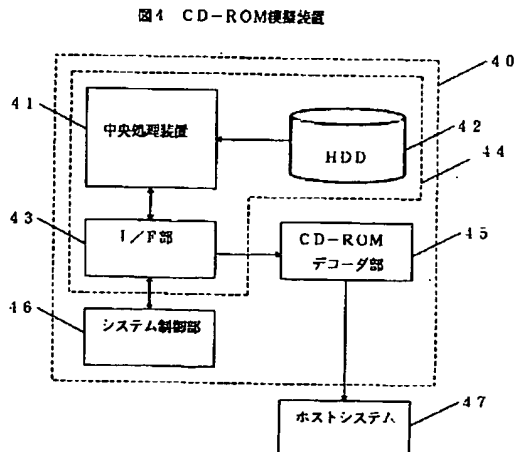 図4 CD-ROM模擬装置
40
41
中央処理装置
42
HDD
44
43
I/F部
CD-ROM
デコーダ部
45
46
システム制御部
ホストシステム
47